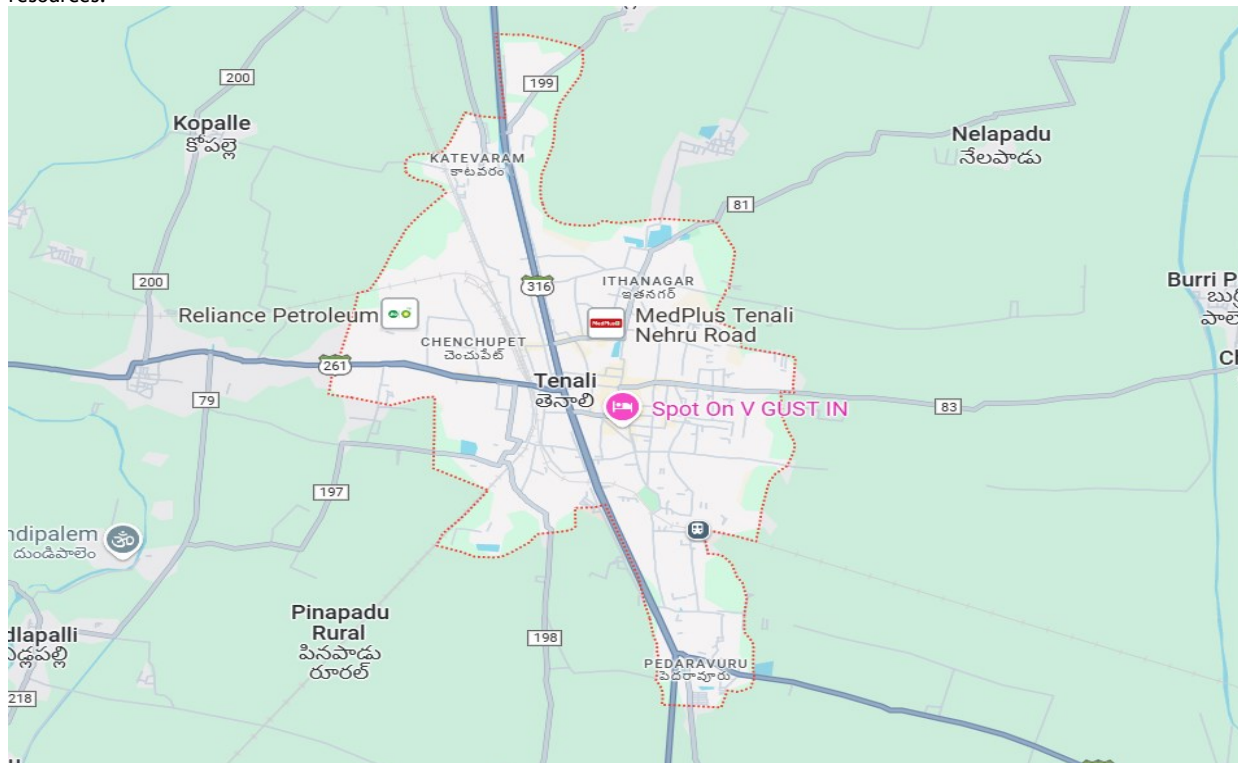 199
200
Kopalle
కోపల్లె
Nelapadu
నేలపాడు
KATEVARAM
కాటవరం
81
200
ITHANAGAR
ఇతనగర్
316
Burri P
Reliance Petroleum
MedPlus Tenali
Nehru Road
MedPlus
CHENCHUPET
చెంచుపేట్
261
Tenali
తెనాలి
79
Spot On V GUST IN
83
197
ndipalem
దుండిపాలెం
Pinapadu
Rural
పినపాడు
రూరల్
dlapalli
198
PEDARAVURU
పెదరావూరు
218